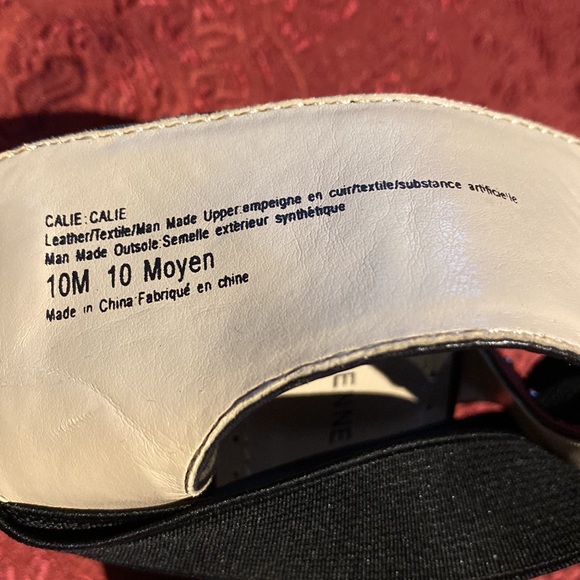 CALIE:CALIE
Leather/Textile/Man Made Upper:empeigne en cuir/textile/substance artificielle
Man Made Outsole:Semelle extérieur synthétique
10M 10 Moyen
Made in China:Fabriqué en chine
ENNE